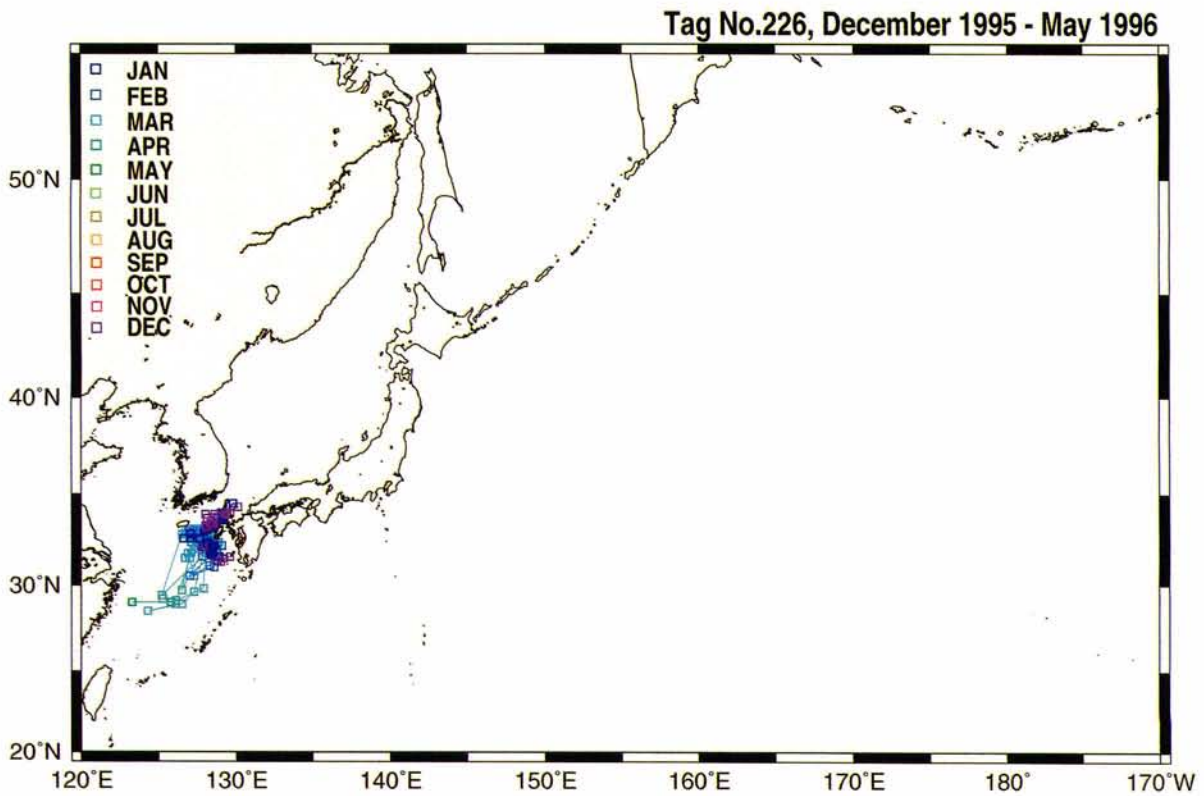 Tag No.226, December 1995 - May 1996
JAN
FEB
MAR
APR
MAY
JUN
JUL
AUG
SEP
OCT
NOV
DEC
50°N
40°N
30°N
20°N
120°E 130°E 140°E 150°E 160°E 170°E 180° 170°W